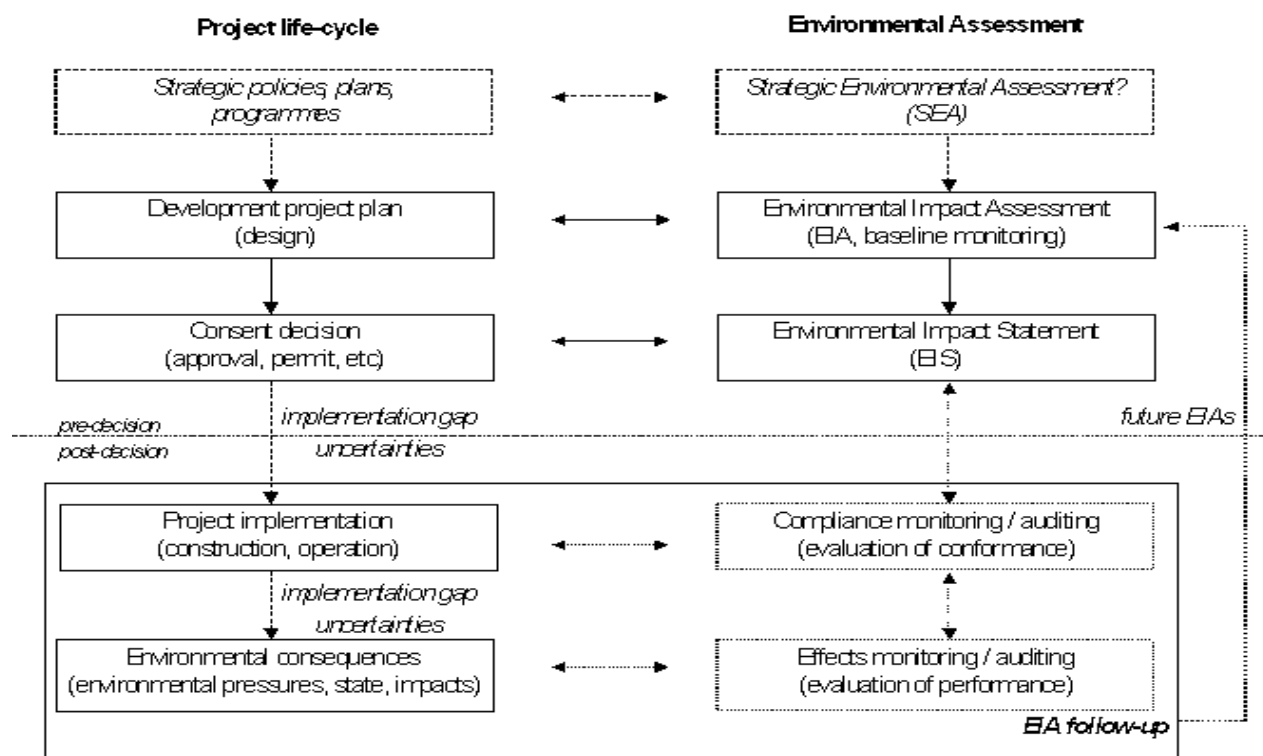 Project life-cycle
Environmental Assessment
Strategic policies, plans,
programmes
Strategic Environmental Assessment?
(SEA)
Development project plan
(design)
Environmental Impact Assessment
(EIA, baseline monitoring)
Consent decision
(approval, permit, etc)
Environmental Impact Statement
(EIS)
pre-decision
implementation gap
future EIAs
post-decision
uncertainties
Project implementation
(construction, operation)
Compliance monitoring / auditing
(evaluation of conformance)
implementation gap
uncertainties
Environmental consequences
(environmental pressures, state, impacts)
Effects monitoring / auditing
(evaluation of performance)
EIA follow-up